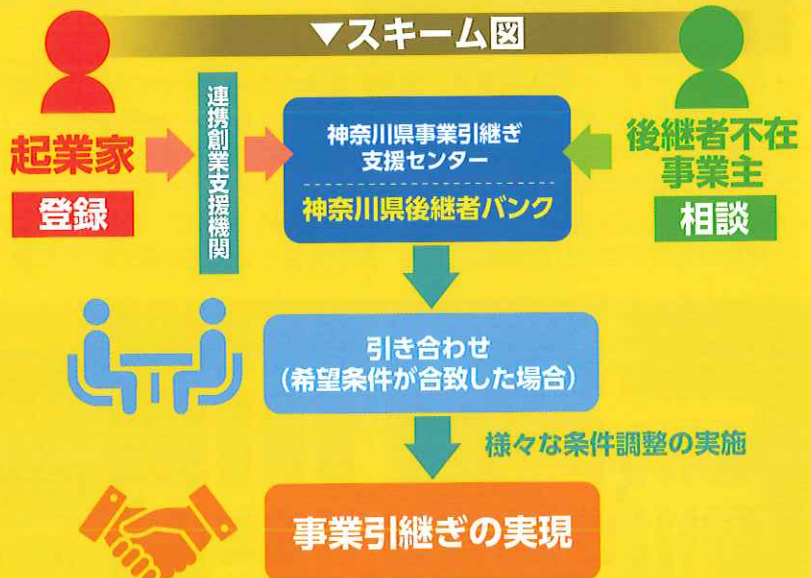 ▼スキーム図
起業家
登録
連携創業支援機関
神奈川県事業引継ぎ
支援センター
神奈川県後継者バンク
後継者不在
事業主
相談
引き合わせ
(希望条件が合致した場合)
様々な条件調整の実施
事業引継ぎの実現